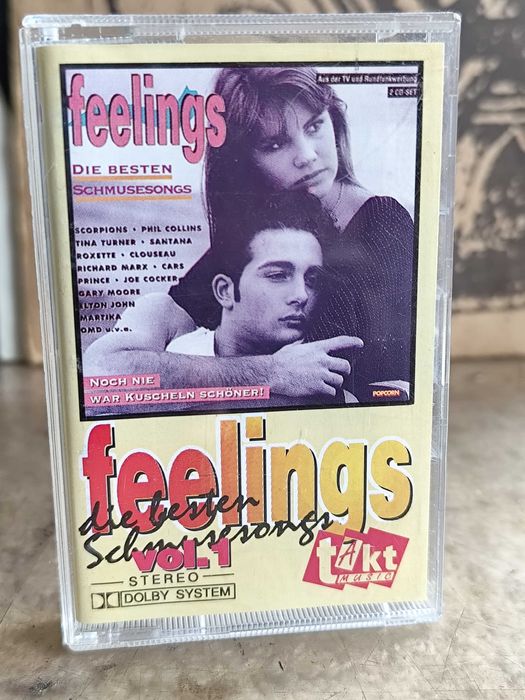 feelings
Aus der TV und Rundfunkwerbung
2 CD-SET
DIE BESTEN
SCHMUSESONGS
SCORPIONS · PHIL COLLINS
TINA TURNER · SANTANA
ROXETTE · CLOUSEAU
RICHARD MARX · CARS
PRINCE · JOE COCKER
GARY MOORE
ELTON JOHN
MARTIKA
OMD u.v.a.
NOCH NIE
WAR KUSCHELN SCHÖNER!
POPCORN
feelings
die besten
Schmusesongs
vol.1
STEREO
DOLBY SYSTEM
tAkt
MUSIC